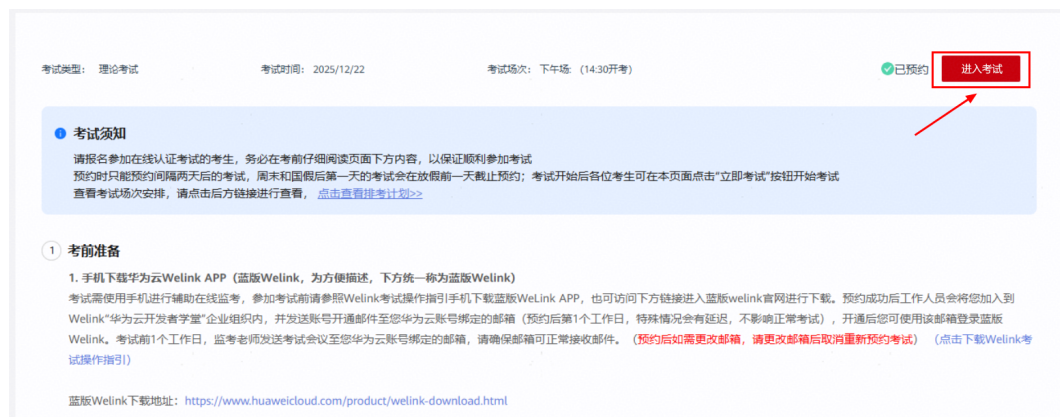 考试类型： 理论考试 考试时间： 2025/12/22 考试场次： 下午场: (14:30开考) 已预约 进入考试
考试须知
请报名参加在线认证考试的考生，务必在考前仔细阅读页面下方内容，以保证顺利参加考试
预约时只能预约间隔两天后的考试，周末和国假后第一天的考试会在放假前一天截止预约；考试开始后各位考生可在本页面点击“立即考试”按钮开始考试
查看考试场次安排，请点击后方链接进行查看， 点击查看排考计划>>
1 考前准备
1. 手机下载华为云Welink APP（蓝版Welink，为方便描述，下方统一称为蓝版Welink）
考试需使用手机进行辅助在线监考，参加考试前请参照Welink考试操作指引手机下载蓝版WeLink APP，也可访问下方链接进入蓝版welink官网进行下载。预约成功后工作人员会将您加入到
Welink“华为云开发者学堂”企业组织内，并发送账号开通邮件至您华为云账号绑定的邮箱（预约后第1个工作日，特殊情况会有延迟，不影响正常考试），开通后您可使用该邮箱登录蓝版
Welink。考试前1个工作日，监考老师发送考试会议至您华为云账号绑定的邮箱，请确保邮箱可正常接收邮件。（预约后如需更改邮箱，请更改邮箱后取消重新预约考试）（点击下载Welink考
试操作指引）
蓝版Welink下载地址：https://www.huaweicloud.com/product/welink-download.html